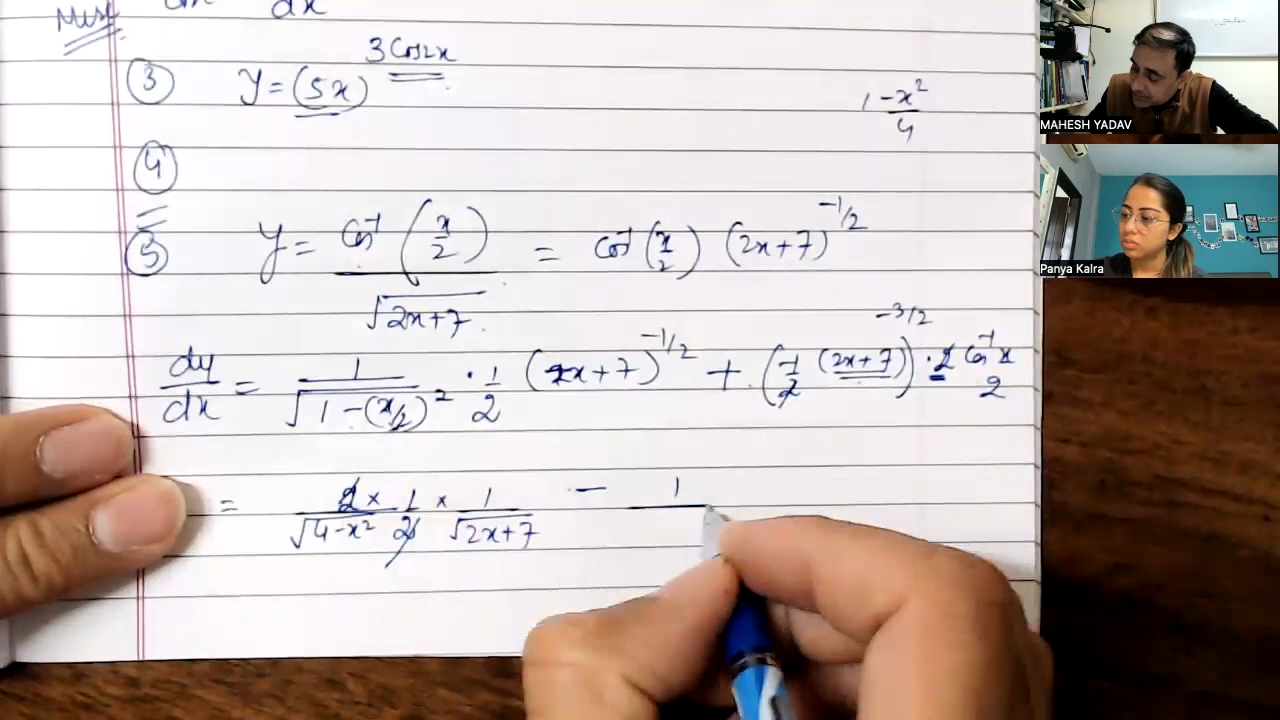 dx
③ y = (5x)^3Cos2x
1-x²/4
④
⑤ y = Cos⁻¹(x/2)/√2x+7 = Cos⁻¹(x/2) (2x+7)^-1/2
dy/dx = 1/√1-(x/2)² · 1/2 (2x+7)^-1/2 + (-1/2 (2x+7)^-3/2) · 2 Cos⁻¹ x/2
= 2/√4-x² × 1/2 × 1/√2x+7 - 1
MAHESH YADAV
Panya Kalra